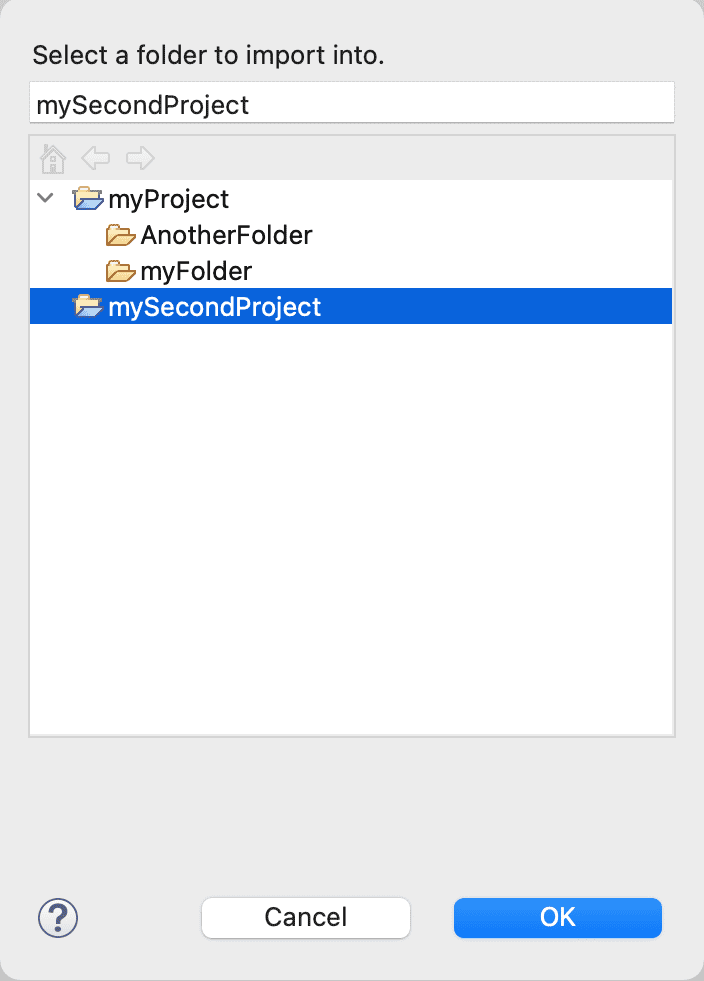 Select a folder to import into.
mySecondProject
myProject
AnotherFolder
myFolder
mySecondProject
?
Cancel
OK